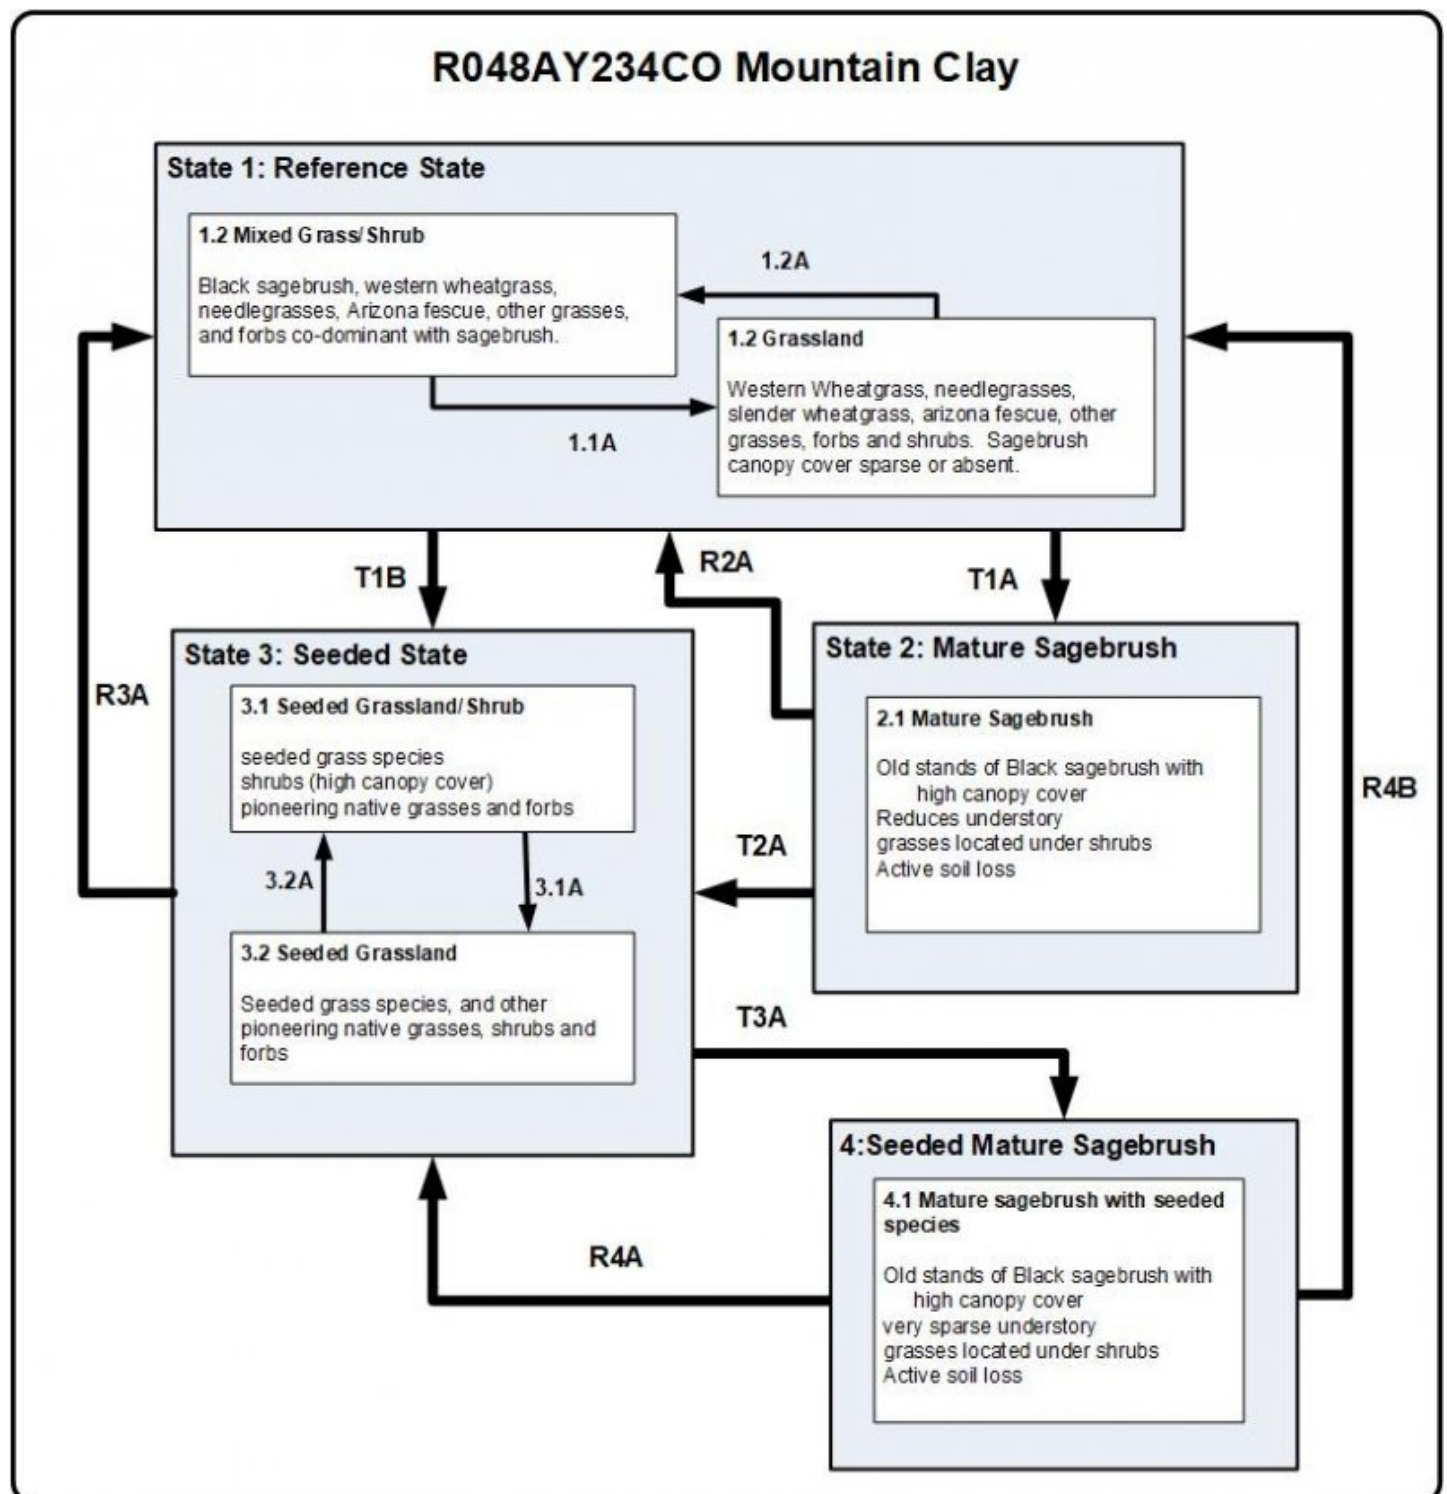 R048AY234CO Mountain Clay
State 1: Reference State
1.2 Mixed Grass/Shrub
Black sagebrush, western wheatgrass,
needlegrasses, Arizona fescue, other grasses,
and forbs co-dominant with sagebrush.
1.2A
1.2 Grassland
Western Wheatgrass, needlegrasses,
slender wheatgrass, arizona fescue, other
grasses, forbs and shrubs. Sagebrush
canopy cover sparse or absent.
1.1A
T1B
R2A
T1A
State 3: Seeded State
3.1 Seeded Grassland/Shrub
seeded grass species
shrubs (high canopy cover)
pioneering native grasses and forbs
3.2A
3.1A
3.2 Seeded Grassland
Seeded grass species, and other
pioneering native grasses, shrubs and
forbs
R3A
State 2: Mature Sagebrush
2.1 Mature Sagebrush
Old stands of Black sagebrush with
high canopy cover
Reduces understory
grasses located under shrubs
Active soil loss
R4B
T2A
T3A
4:Seeded Mature Sagebrush
4.1 Mature sagebrush with seeded
species
Old stands of Black sagebrush with
high canopy cover
very sparse understory
grasses located under shrubs
Active soil loss
R4A